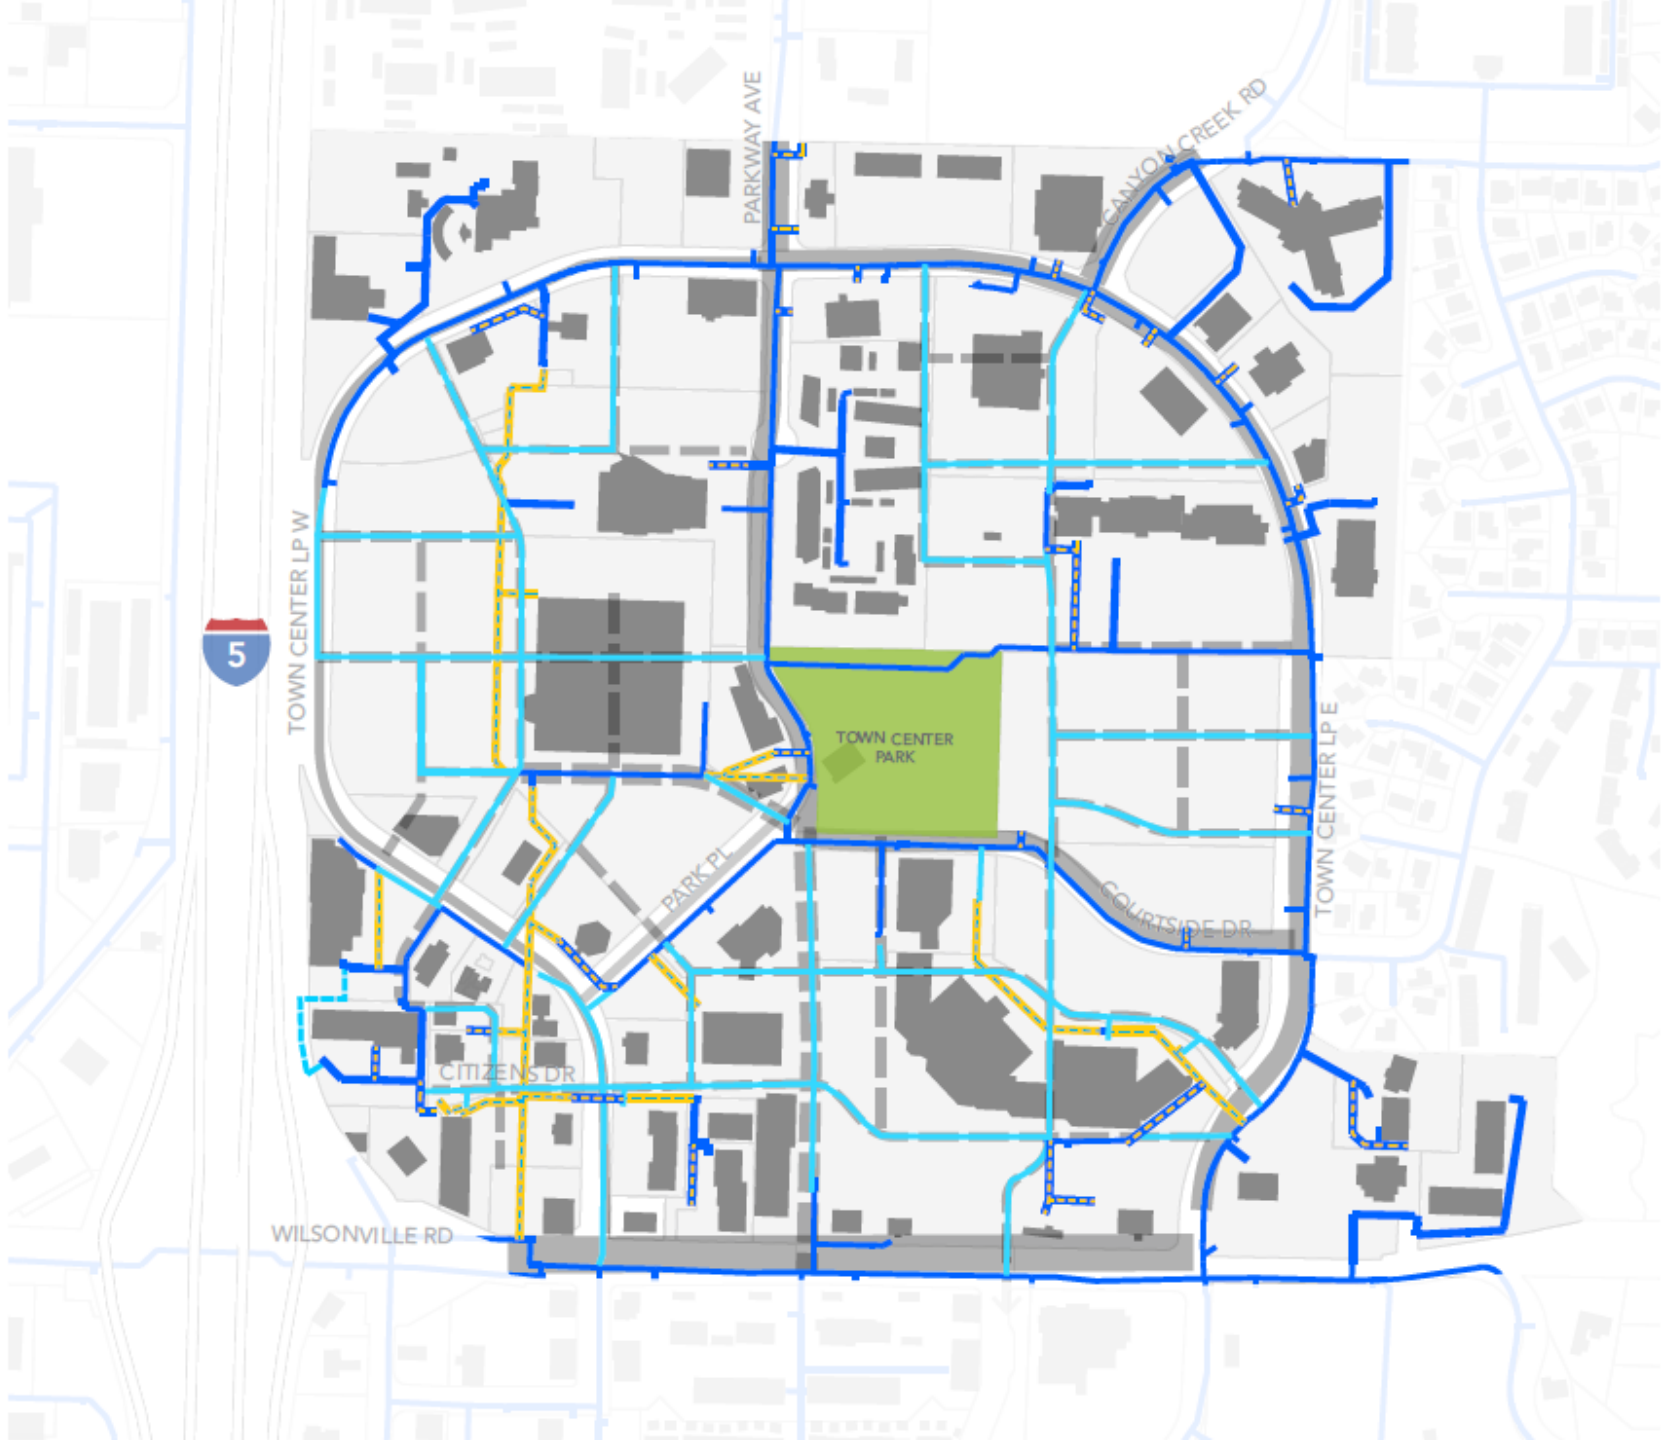 PARKWAY AVE
CANYON CREEK RD
TOWN CENTER LP W
5
TOWN CENTER
PARK
TOWN CENTER LP E
PARK PL
COURTSIDE DR
CITIZENS DR
WILSONVILLE RD